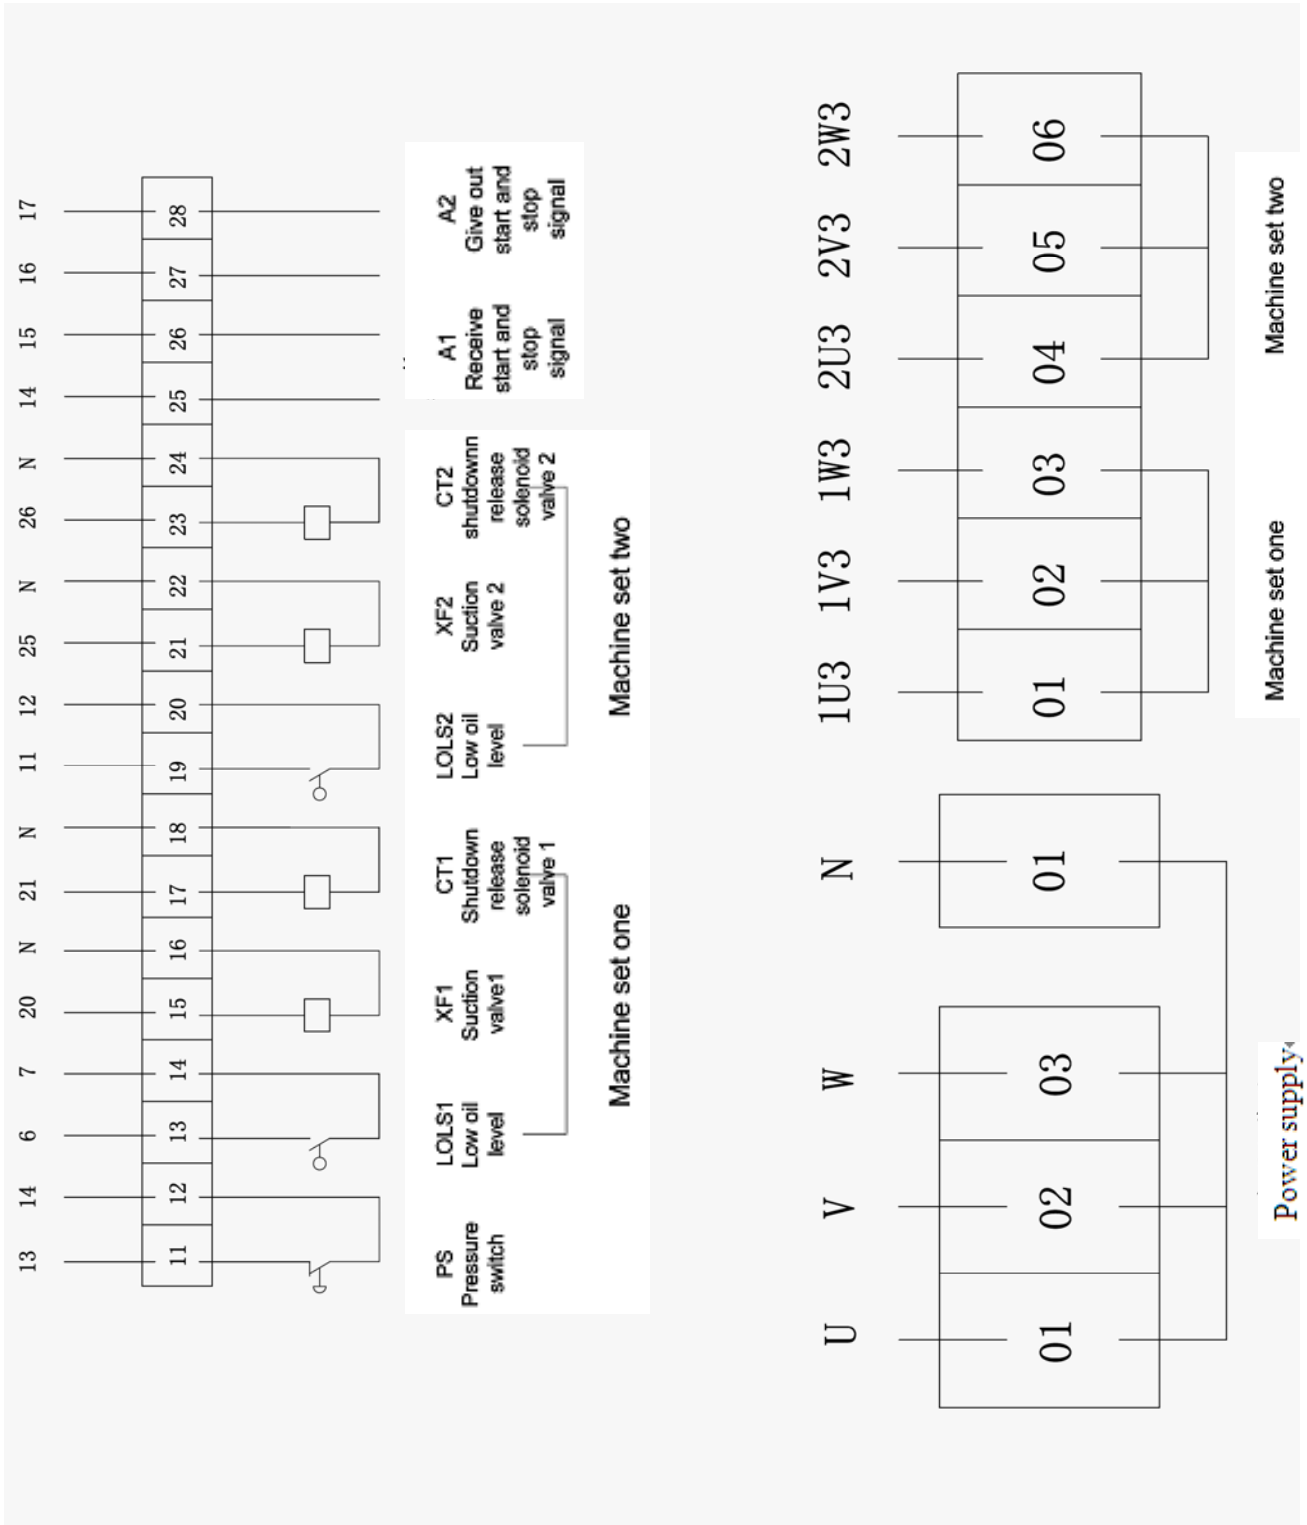 13 14 6 7 20 N 21 N 11 12 25 N 26 N 14 15 16 17
11 12 13 14 15 16 17 18 19 20 21 22 23 24 25 26 27 28
PS
Pressure
switch
LOLS1
Low oil
level
XF1
Suction
valve1
CT1
Shutdown
release
solenoid
valve 1
LOLS2
Low oil
level
XF2
Suction
valve 2
CT2
shutdownn
release
solenoid
valve 2
A1
Receive
start and
stop
signal
A2
Give out
start and
stop
signal
Machine set one
Machine set two
U V W N 1U3 1V3 1W3 2U3 2V3 2W3
01 02 03 01 01 02 03 04 05 06
Power supply
Machine set one
Machine set two